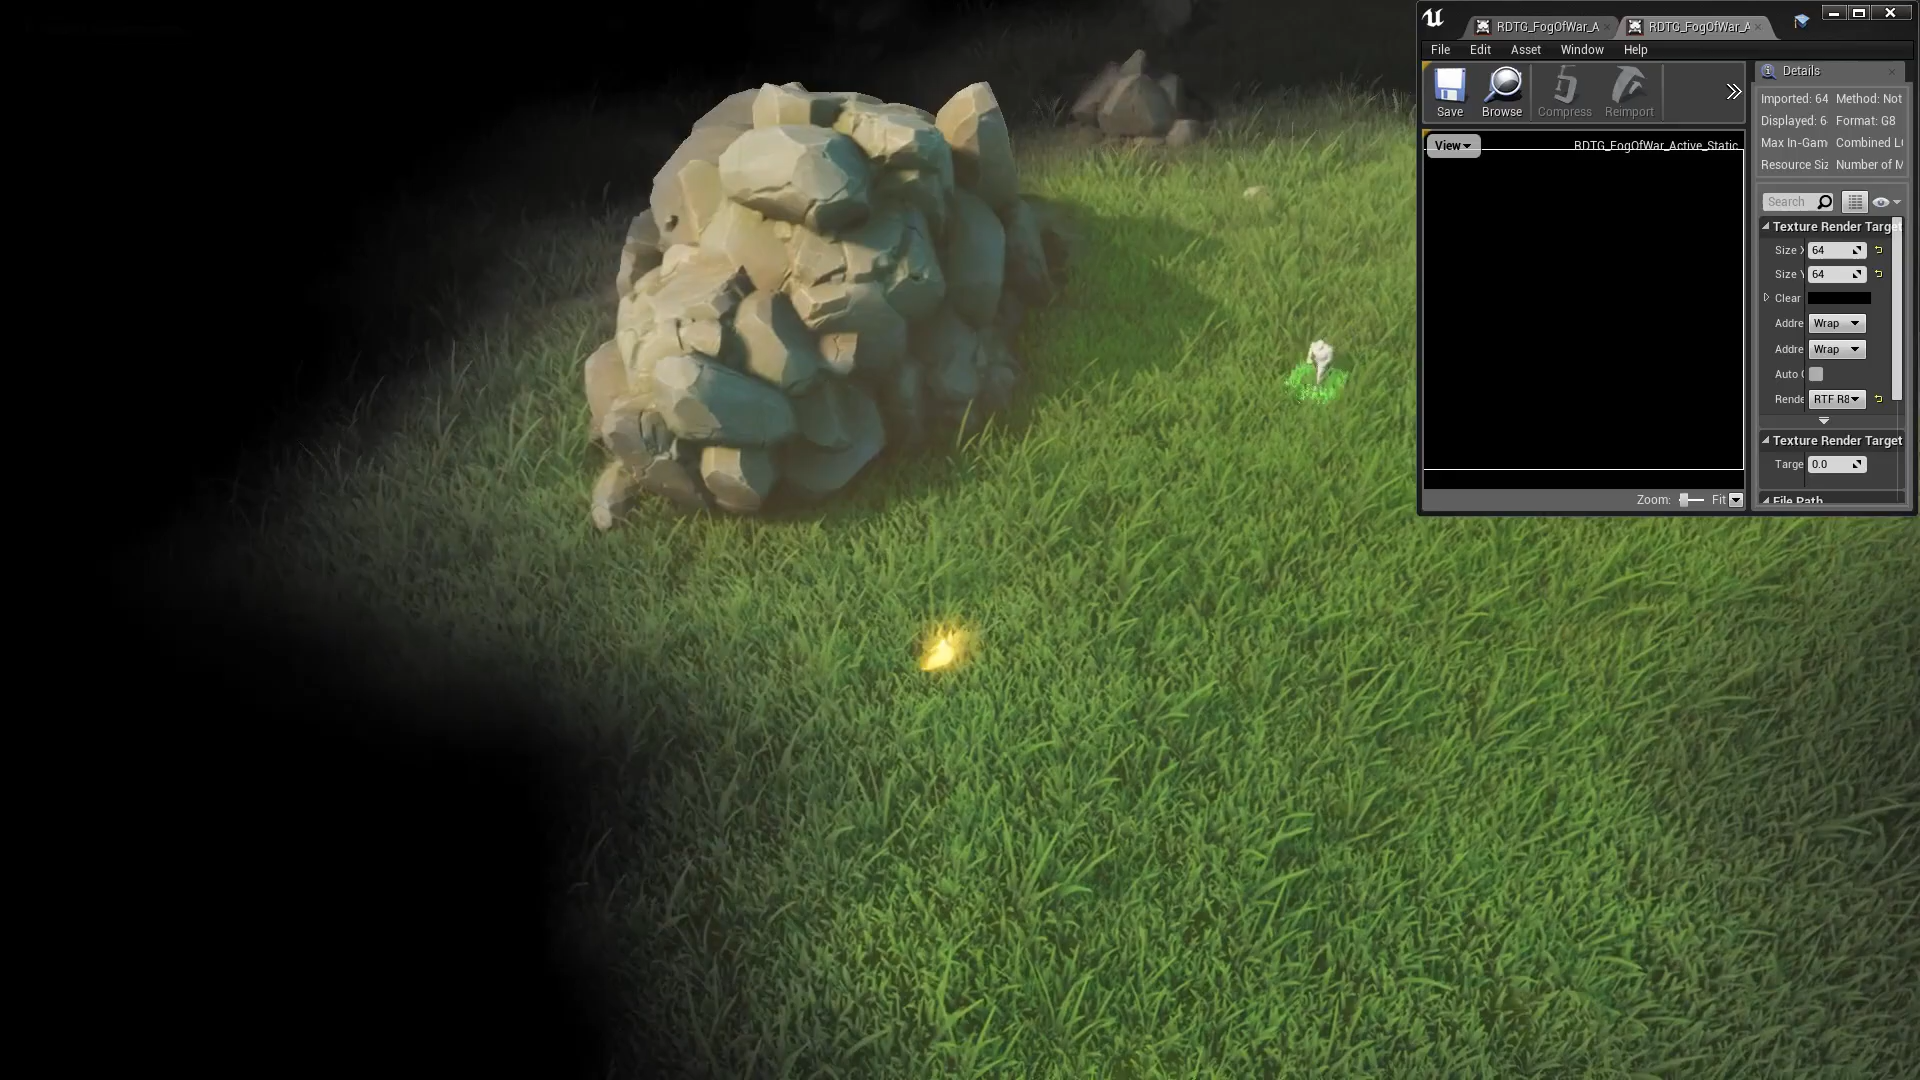 RDTG_FogOfWar_A
RDTG_FogOfWar_A
File Edit Asset Window Help
Save Browse Compress Reimport
View
RDTG_FogOfWar_Active_Static
Zoom: Fit
Details
Imported: 64 Method: Not
Displayed: 6 Format: G8
Max In-Gam Combined L
Resource Siz Number of M
Search
Texture Render Target
Size X 64
Size Y 64
Clear
Addre Wrap
Addre Wrap
Auto
Rende RTF R8
Texture Render Target
Targe 0.0
File Path